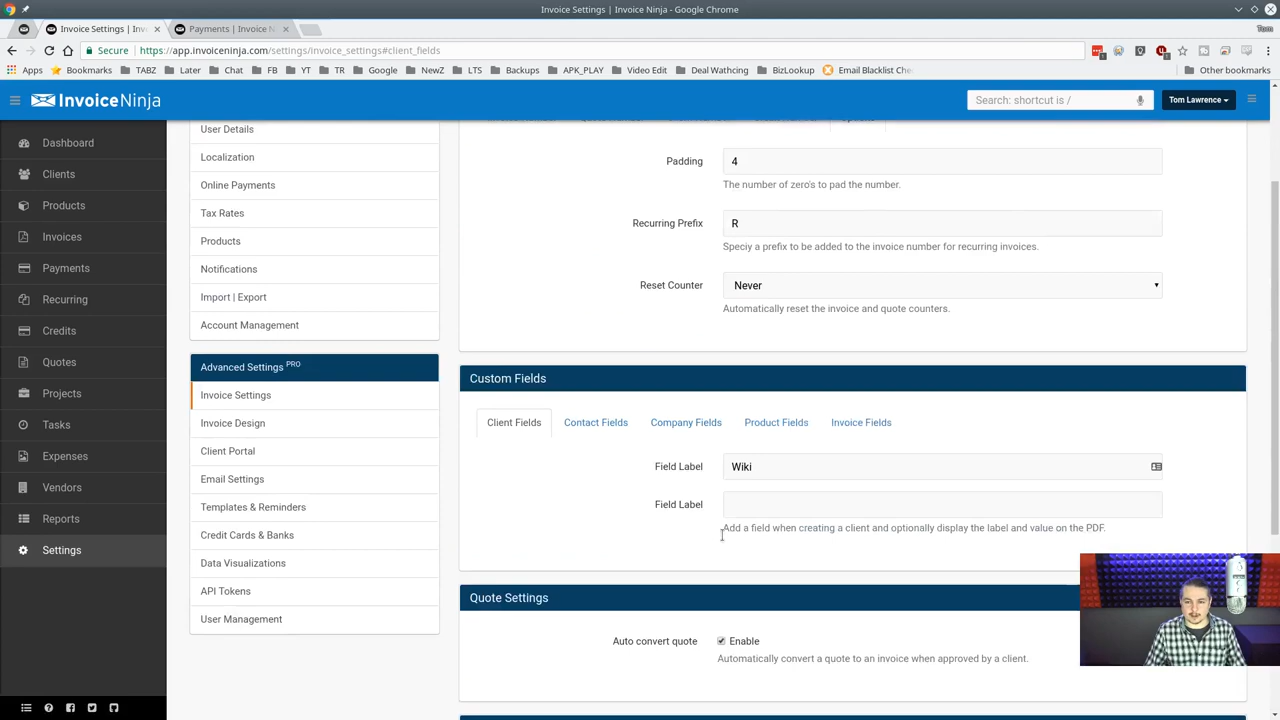 Invoice Settings | Invoice Ninja - Google Chrome
Invoice Settings | Inv
Payments | Invoice N
Tom
Secure
https://app.invoiceninja.com/settings/invoice_settings#client_fields
Apps
Bookmarks
TABZ
Later
Chat
FB
YT
TR
Google
NewZ
LTS
Backups
APK_PLAY
Video Edit
Deal Wathcing
BizLookup
Email Blacklist Che
Other bookmarks
InvoiceNinja
Search: shortcut is /
Tom Lawrence
Dashboard
Clients
Products
Invoices
Payments
Recurring
Credits
Quotes
Projects
Tasks
Expenses
Vendors
Reports
Settings
User Details
Localization
Online Payments
Tax Rates
Products
Notifications
Import | Export
Account Management
Advanced Settings PRO
Invoice Settings
Invoice Design
Client Portal
Email Settings
Templates & Reminders
Credit Cards & Banks
Data Visualizations
API Tokens
User Management
Padding
4
The number of zero's to pad the number.
Recurring Prefix
R
Speciy a prefix to be added to the invoice number for recurring invoices.
Reset Counter
Never
Automatically reset the invoice and quote counters.
Custom Fields
Client Fields
Contact Fields
Company Fields
Product Fields
Invoice Fields
Field Label
Wiki
Field Label
Add a field when creating a client and optionally display the label and value on the PDF.
Quote Settings
Auto convert quote
Enable
Automatically convert a quote to an invoice when approved by a client.